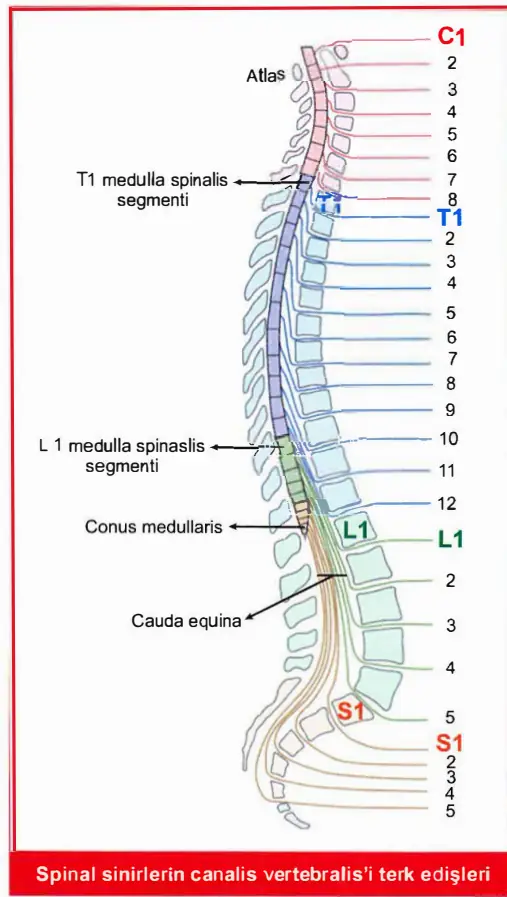 C1
2
Atlas
3
4
5
6
T1 medulla spinalis
segmenti
7
8
T1
T1
2
3
4
5
6
7
8
9
L 1 medulla spinaslis
segmenti
10
11
12
Conus medullaris
L1
L1
2
Cauda equina
3
4
S1
5
S1
2
3
4
5
Spinal sinirlerin canalis vertebralis'i terk edişleri